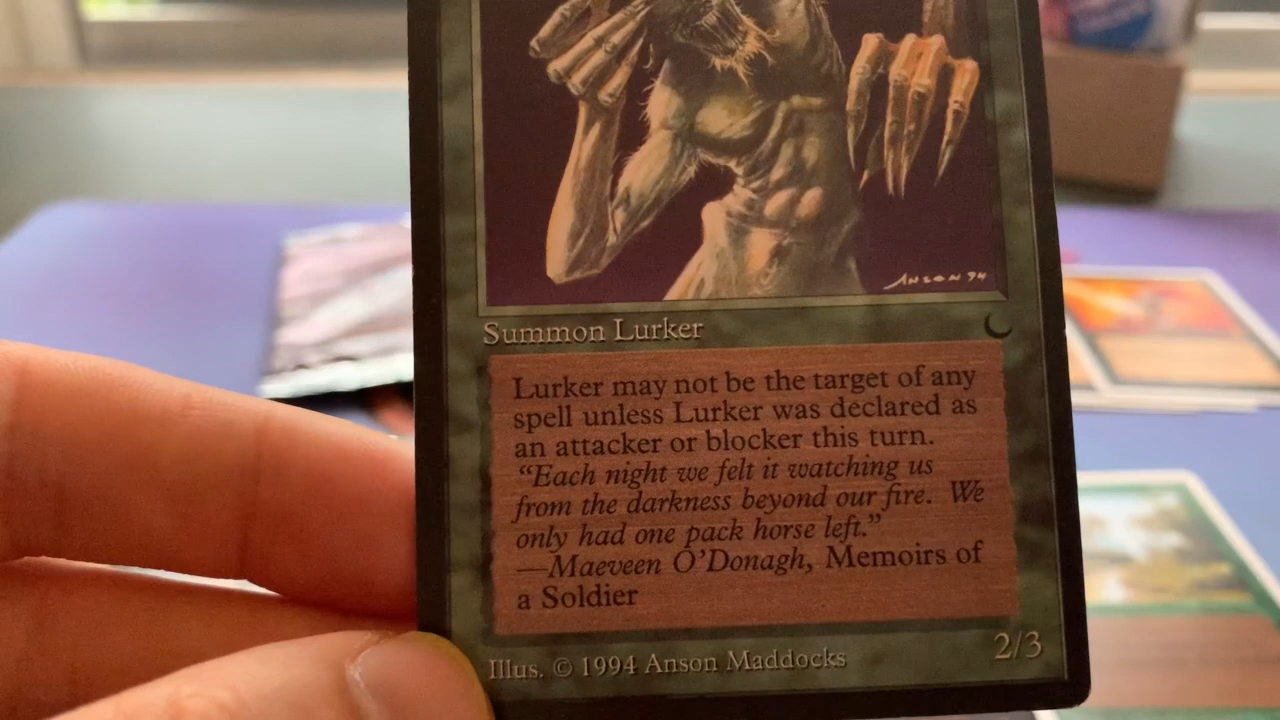 ANSON 94
Summon Lurker
Lurker may not be the target of any
spell unless Lurker was declared as
an attacker or blocker this turn.
“Each night we felt it watching us
from the darkness beyond our fire. We
only had one pack horse left.”
—Maeveen O’Donagh, Memoirs of
a Soldier
2/3
Illus. © 1994 Anson Maddocks